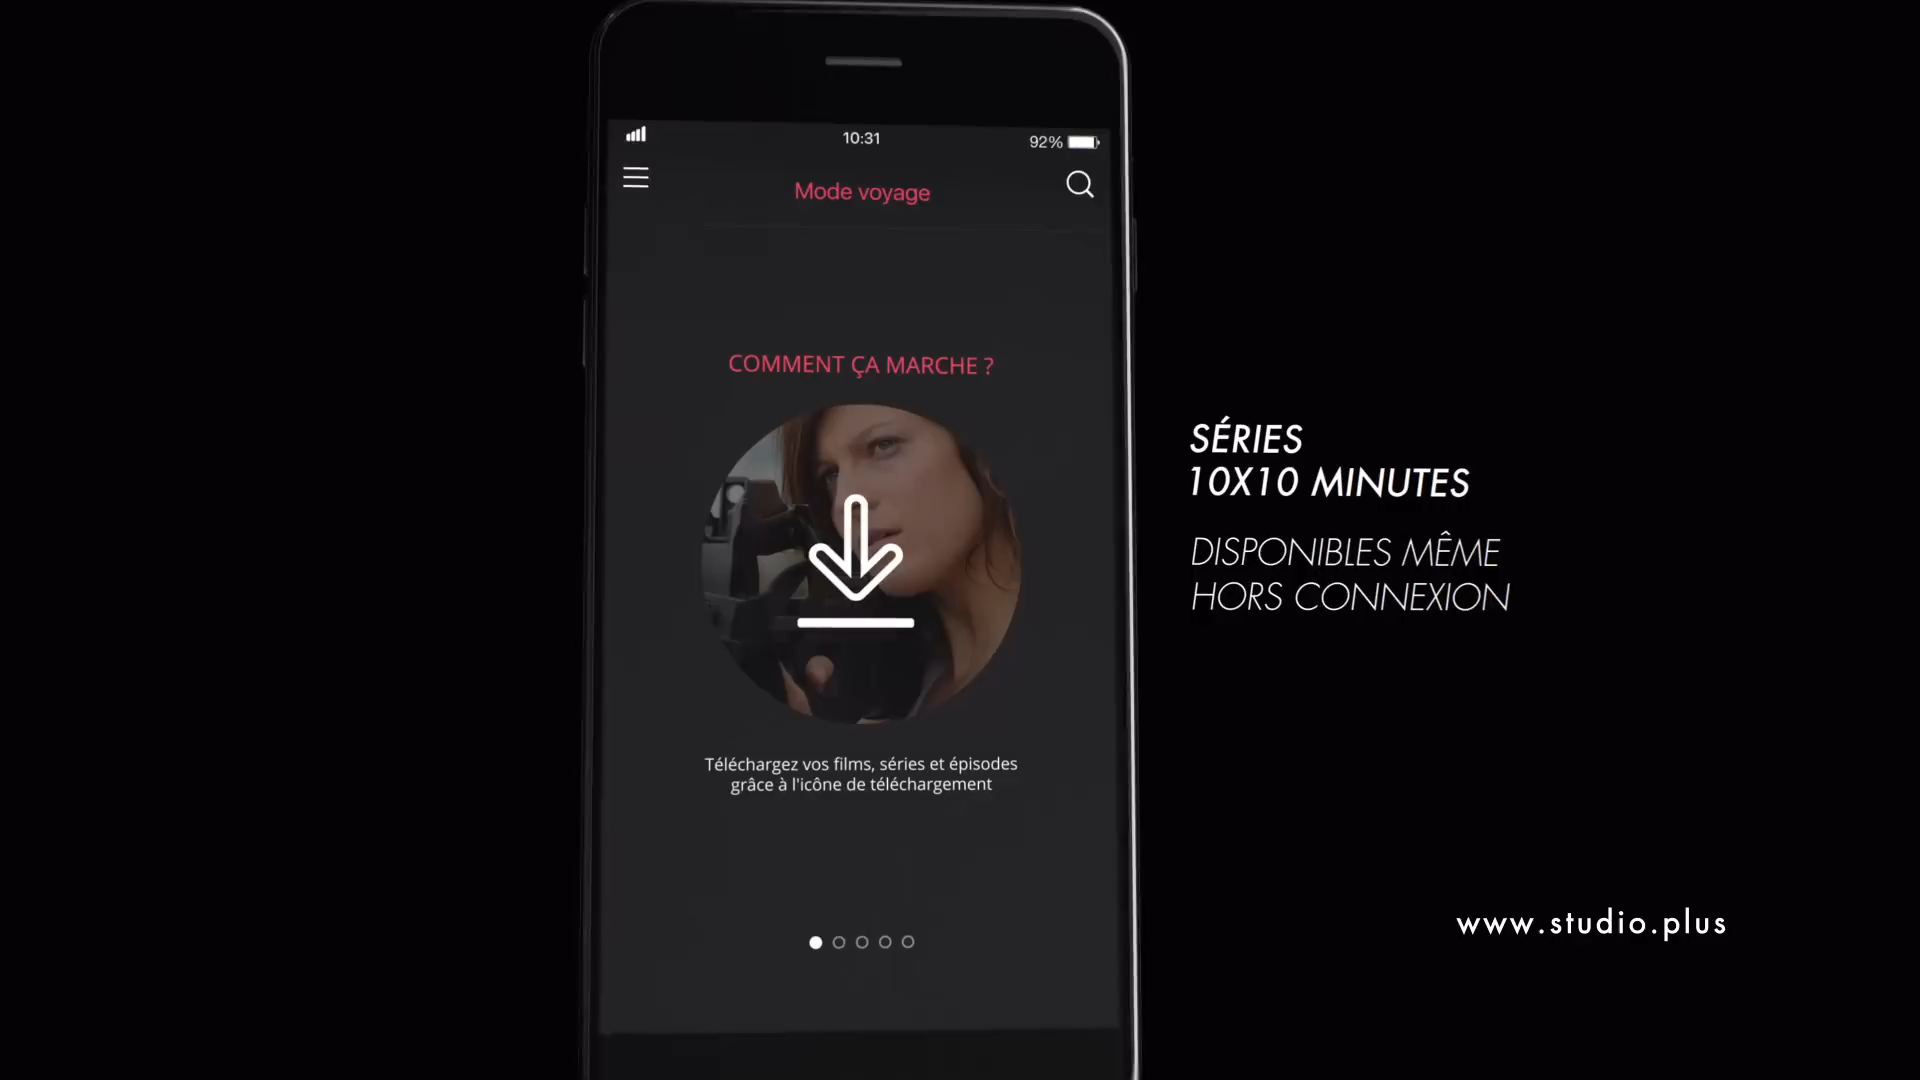 10:31
92%
Mode voyage
COMMENT ÇA MARCHE ?
Téléchargez vos films, séries et épisodes
grâce à l'icône de téléchargement
SÉRIES
10X10 MINUTES
DISPONIBLES MÊME
HORS CONNEXION
www.studio.plus